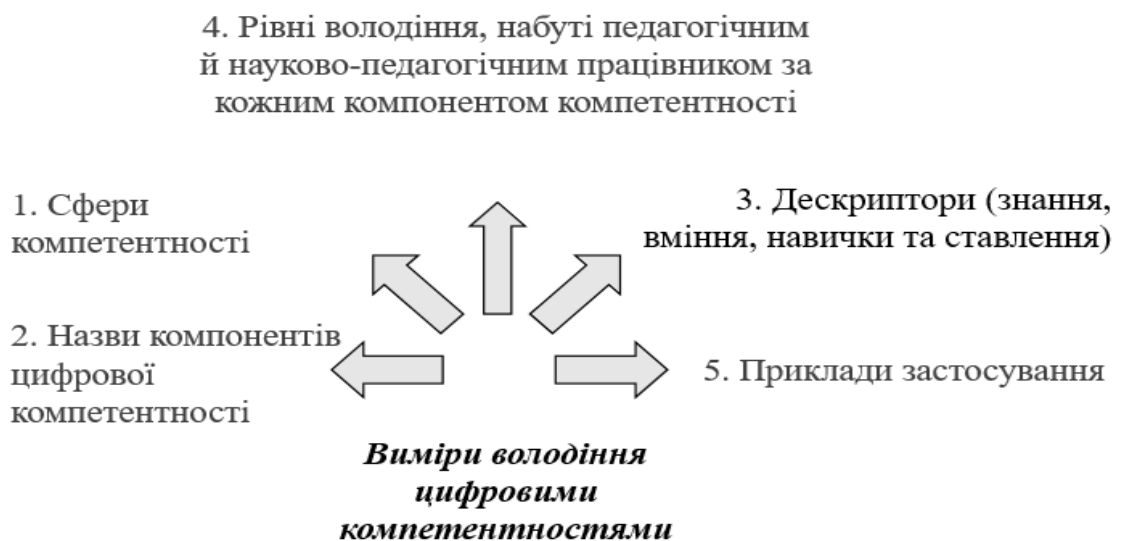 4. Рівні володіння, набуті педагогічним
й науково-педагогічним працівником за
кожним компонентом компетентності
1. Сфери
компетентності
3. Дескриптори (знання,
вміння, навички та ставлення)
2. Назви компонентів
цифрової
компетентності
5. Приклади застосування
Виміри володіння
цифровими
компетентностями